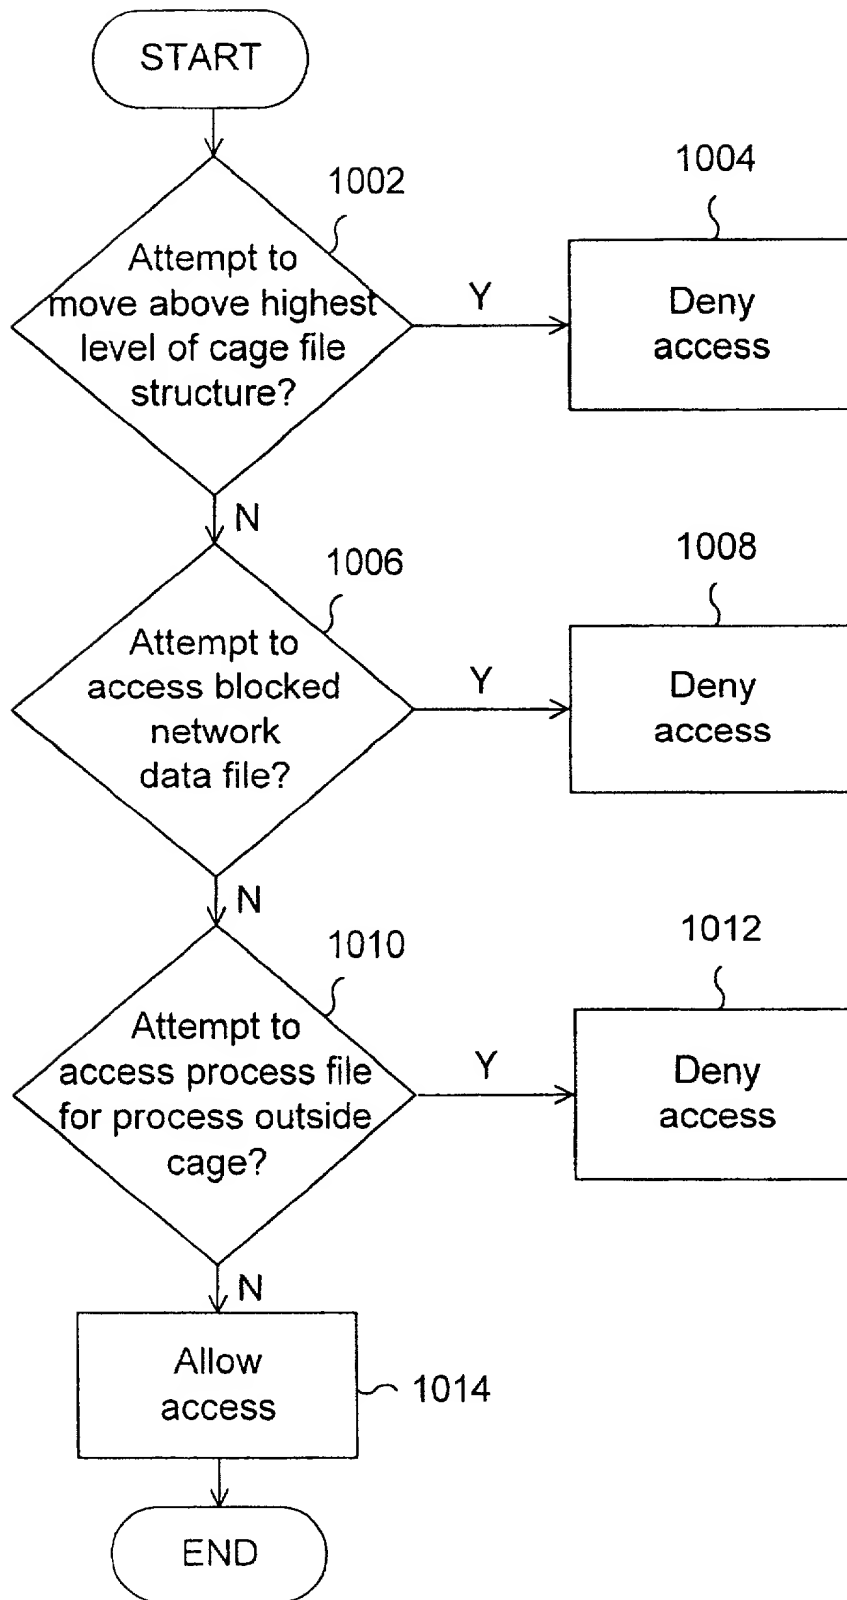 START
1002
Attempt to
move above highest
level of cage file
structure?
Y
1004
Deny
access
N
1006
Attempt to
access blocked
network
data file?
Y
1008
Deny
access
N
1010
Attempt to
access process file
for process outside
cage?
Y
1012
Deny
access
N
Allow
access
1014
END